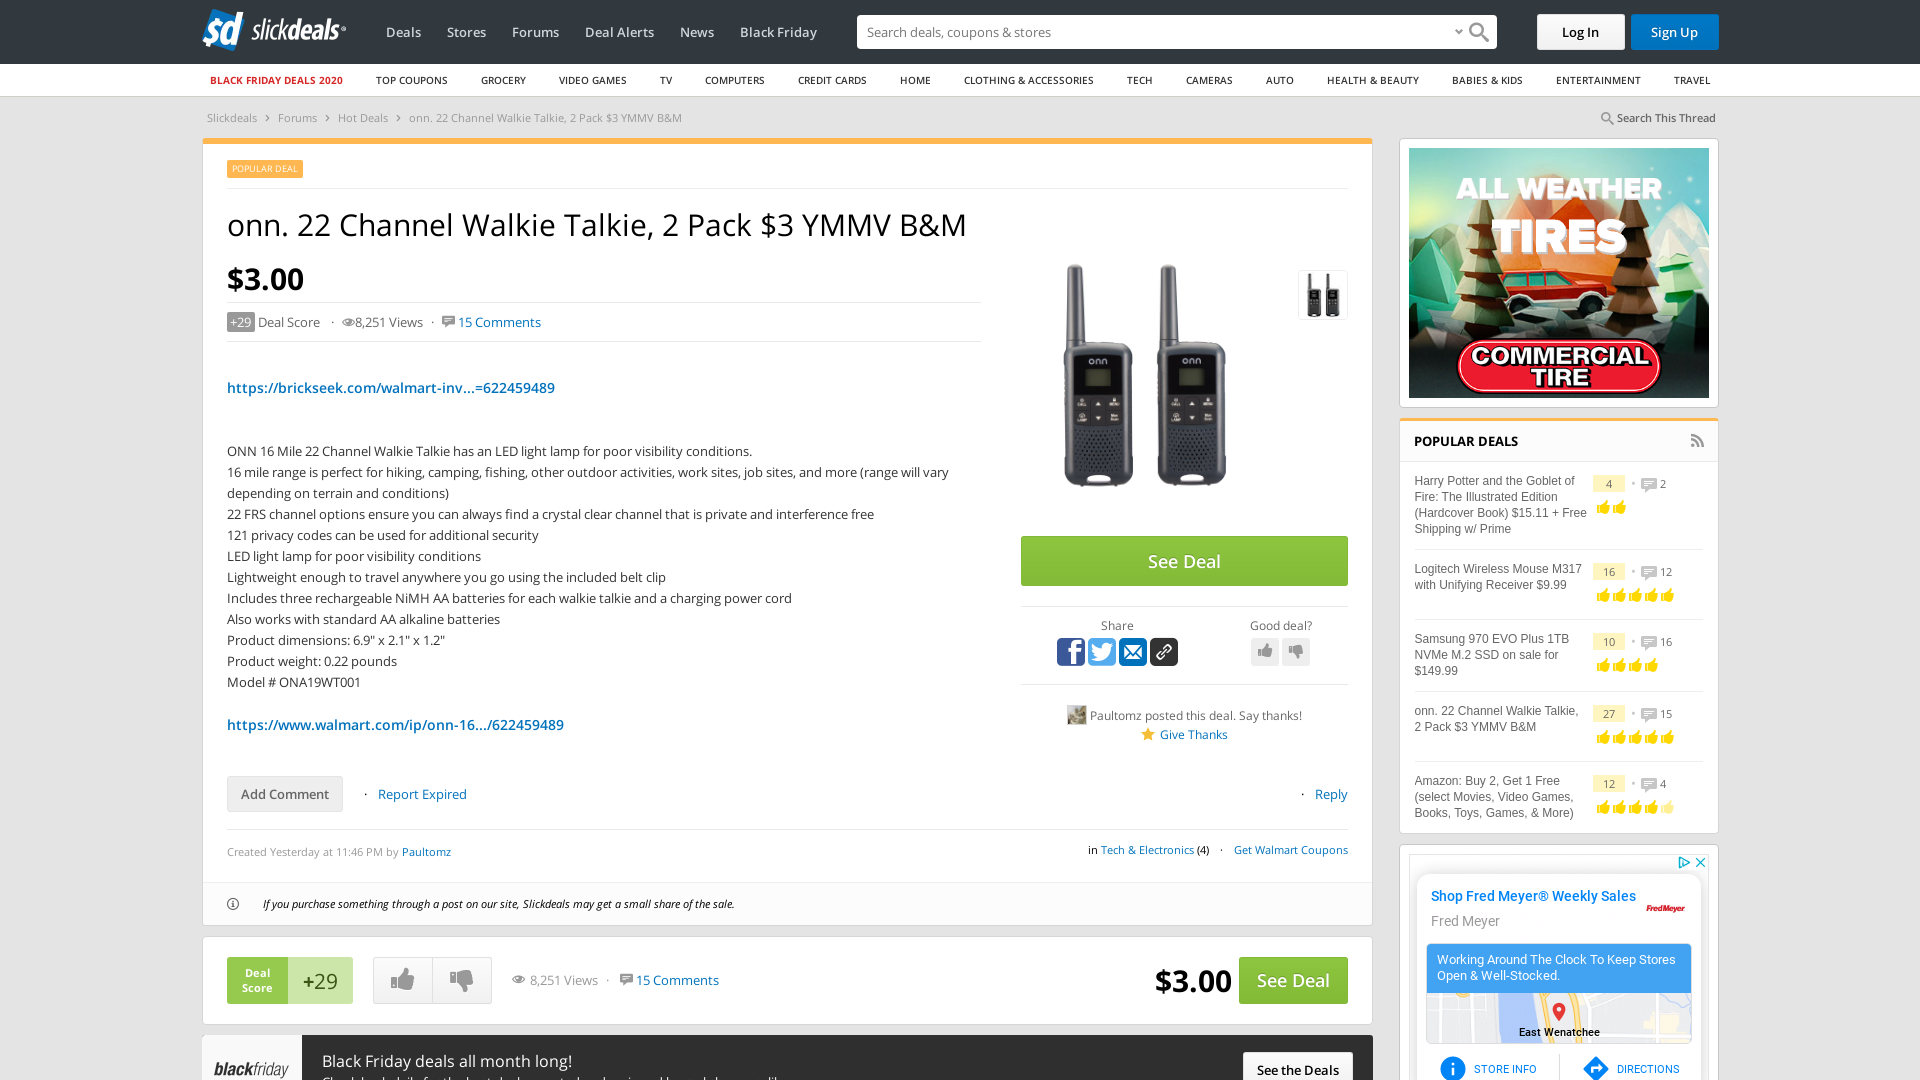 sd slickdeals
Deals Stores Forums Deal Alerts News Black Friday
Search deals, coupons & stores
Log In Sign Up
BLACK FRIDAY DEALS 2020 TOP COUPONS GROCERY VIDEO GAMES TV COMPUTERS CREDIT CARDS HOME CLOTHING & ACCESSORIES TECH CAMERAS AUTO HEALTH & BEAUTY BABIES & KIDS ENTERTAINMENT TRAVEL
Slickdeals > Forums > Hot Deals > onn. 22 Channel Walkie Talkie, 2 Pack $3 YMMV B&M
Search This Thread
POPULAR DEAL
onn. 22 Channel Walkie Talkie, 2 Pack $3 YMMV B&M
$3.00
+29 Deal Score · 8,251 Views · 15 Comments
https://brickseek.com/walmart-inv...=622459489
ONN 16 Mile 22 Channel Walkie Talkie has an LED light lamp for poor visibility conditions.
16 mile range is perfect for hiking, camping, fishing, other outdoor activities, work sites, job sites, and more (range will vary
depending on terrain and conditions)
22 FRS channel options ensure you can always find a crystal clear channel that is private and interference free
121 privacy codes can be used for additional security
LED light lamp for poor visibility conditions
Lightweight enough to travel anywhere you go using the included belt clip
Includes three rechargeable NiMH AA batteries for each walkie talkie and a charging power cord
Also works with standard AA alkaline batteries
Product dimensions: 6.9" x 2.1" x 1.2"
Product weight: 0.22 pounds
Model # ONA19WT001
https://www.walmart.com/ip/onn-16.../622459489
onn onn
See Deal
Share Good deal?
Paultomz posted this deal. Say thanks!
Give Thanks
Add Comment · Report Expired
· Reply
Created Yesterday at 11:46 PM by Paultomz
in Tech & Electronics (4) · Get Walmart Coupons
If you purchase something through a post on our site, Slickdeals may get a small share of the sale.
Deal
Score
+29
8,251 Views · 15 Comments
$3.00 See Deal
blackfriday
Black Friday deals all month long!
See the Deals
ALL WEATHER
TIRES
COMMERCIAL
TIRE
POPULAR DEALS
Harry Potter and the Goblet of
Fire: The Illustrated Edition
(Hardcover Book) $15.11 + Free
Shipping w/ Prime
4 • 2
Logitech Wireless Mouse M317
with Unifying Receiver $9.99
16 • 12
Samsung 970 EVO Plus 1TB
NVMe M.2 SSD on sale for
$149.99
10 • 16
onn. 22 Channel Walkie Talkie,
2 Pack $3 YMMV B&M
27 • 15
Amazon: Buy 2, Get 1 Free
(select Movies, Video Games,
Books, Toys, Games, & More)
12 • 4
Shop Fred Meyer® Weekly Sales
Fred Meyer
FredMeyer
Working Around The Clock To Keep Stores
Open & Well-Stocked.
East Wenatchee
STORE INFO DIRECTIONS